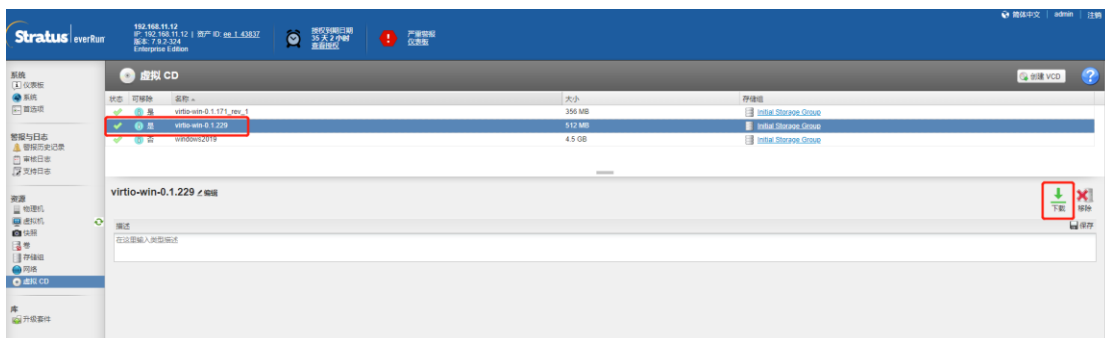 Stratus everRun
192.168.11.12
IP: 192.168.11.12 | 资产 ID: ee_1_43837
版本: 7.9.2-324
Enterprise Edition
授权到期日期
35 天 2 小时
查看授权
严重警报
仪表板
简体中文 | admin | 注销
系统
仪表板
系统
首选项
警报与日志
警报历史记录
审核日志
支持日志
资源
物理机
虚拟机
快照
卷
存储组
网络
虚拟 CD
库
升级套件
虚拟 CD
创建 VCD
状态 可移除 名称 大小 存储组
是 virtio-win-0.1.171_rev_1 356 MB Initial Storage Group
是 virtio-win-0.1.229 512 MB Initial Storage Group
否 windows2019 4.5 GB Initial Storage Group
virtio-win-0.1.229 编辑
下载 移除
描述
保存
在这里输入类型描述